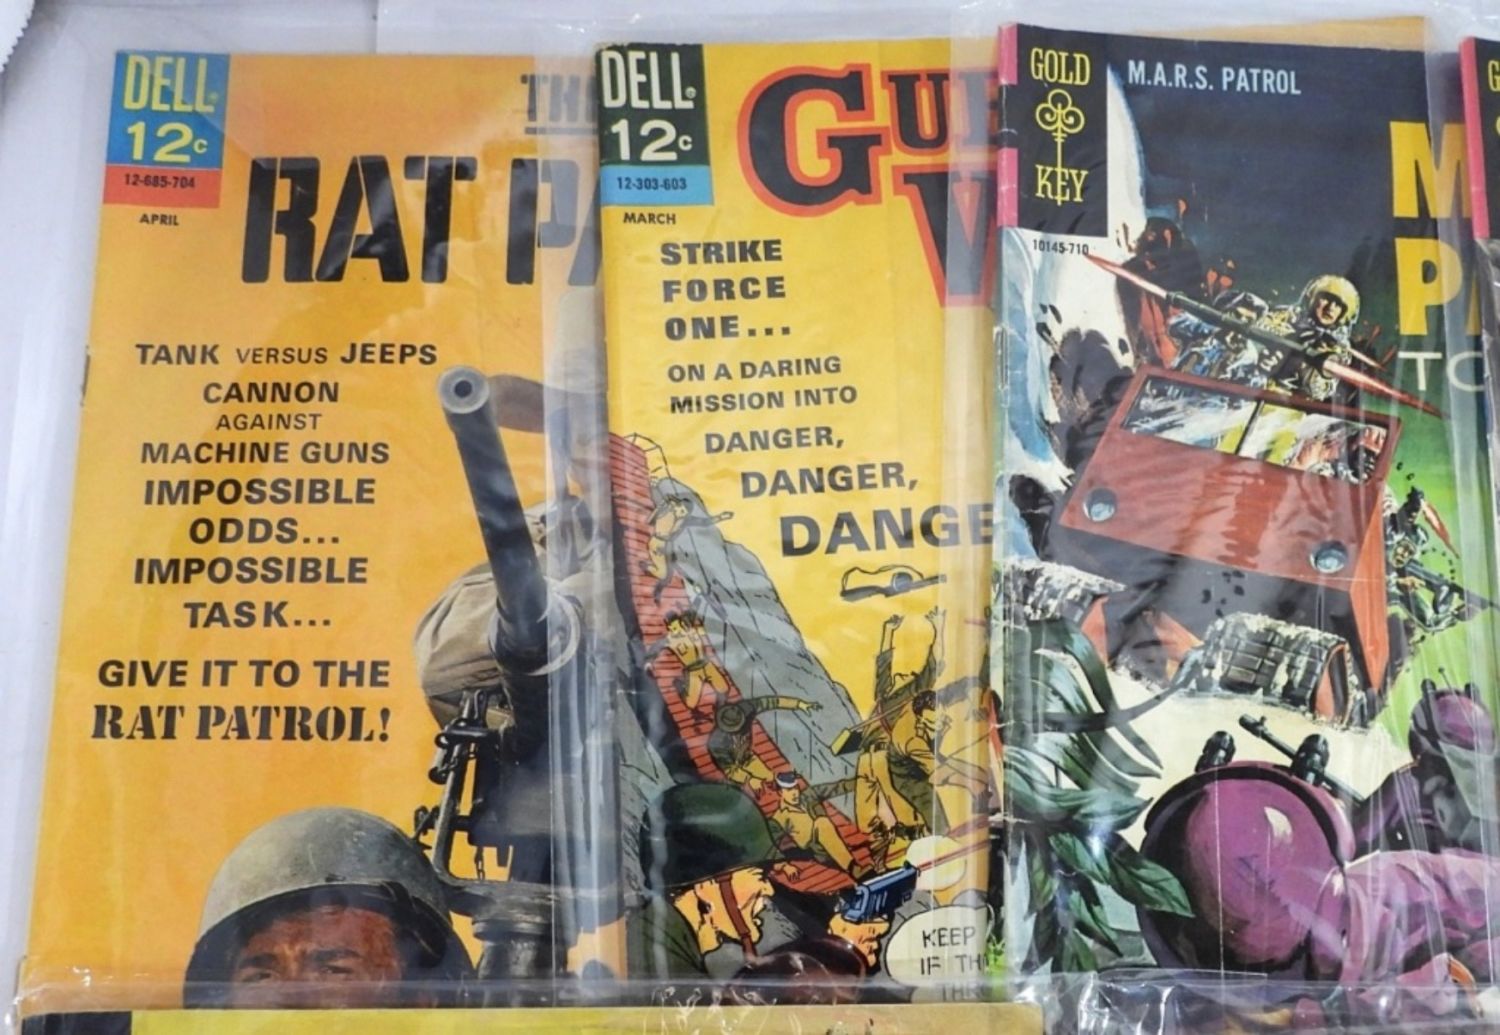 DELL
12c
12-685-704
APRIL
RAT
TANK VERSUS JEEPS
CANNON
AGAINST
MACHINE GUNS
IMPOSSIBLE
ODDS...
IMPOSSIBLE
TASK...
GIVE IT TO THE
RAT PATROL!
DELL
12c
12-303-603
MARCH
STRIKE
FORCE
ONE...
ON A DARING
MISSION INTO
DANGER,
DANGER,
KEEP
IF
GOLD
KEY
10145-710
M.A.R.S. PATROL